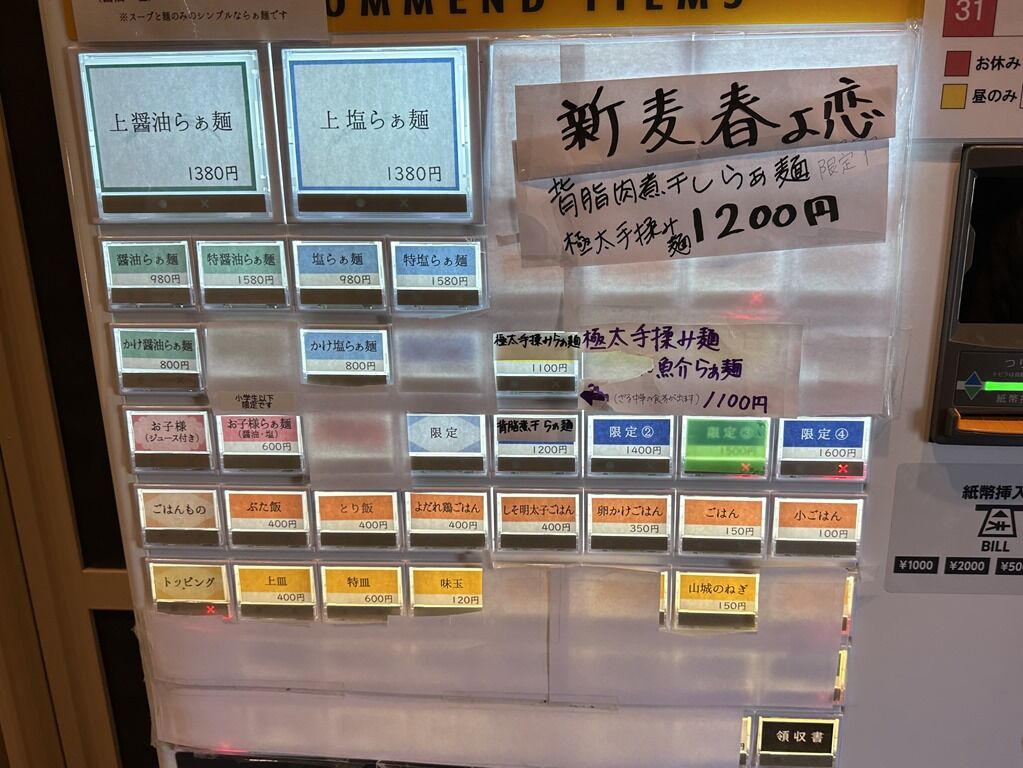 ※スープと麺のみのシンプルならぁ麺です
OMMEND ITEMS
31
お休み
昼のみ
上醤油らぁ麺
1380円
上塩らぁ麺
1380円
新麦春よ恋
背脂肉煮干しらぁ麺 限定
極太手揉み麺 1200円
醤油らぁ麺
980円
特醤油らぁ麺
1580円
塩らぁ麺
980円
特塩らぁ麺
1580円
かけ醤油らぁ麺
800円
かけ塩らぁ麺
800円
極太手揉みらぁ麺
1100円
極太手揉み麺
魚介らぁ麺
1100円
小学生以下
限定です
お子様
(ジュース付き)
お子様らぁ麺
(醤油・塩)
600円
限定
背脂煮干らぁ麺
1200円
限定②
1400円
限定③
1500円
限定④
1600円
ごはんもの
ぶた飯
400円
とり飯
400円
よだれ鶏ごはん
400円
しそ明太子ごはん
400円
卵かけごはん
350円
ごはん
150円
小ごはん
100円
トッピング
上皿
400円
特皿
600円
味玉
120円
山城のねぎ
150円
領収書
紙幣
紙幣挿入
BILL
¥1000 ¥2000